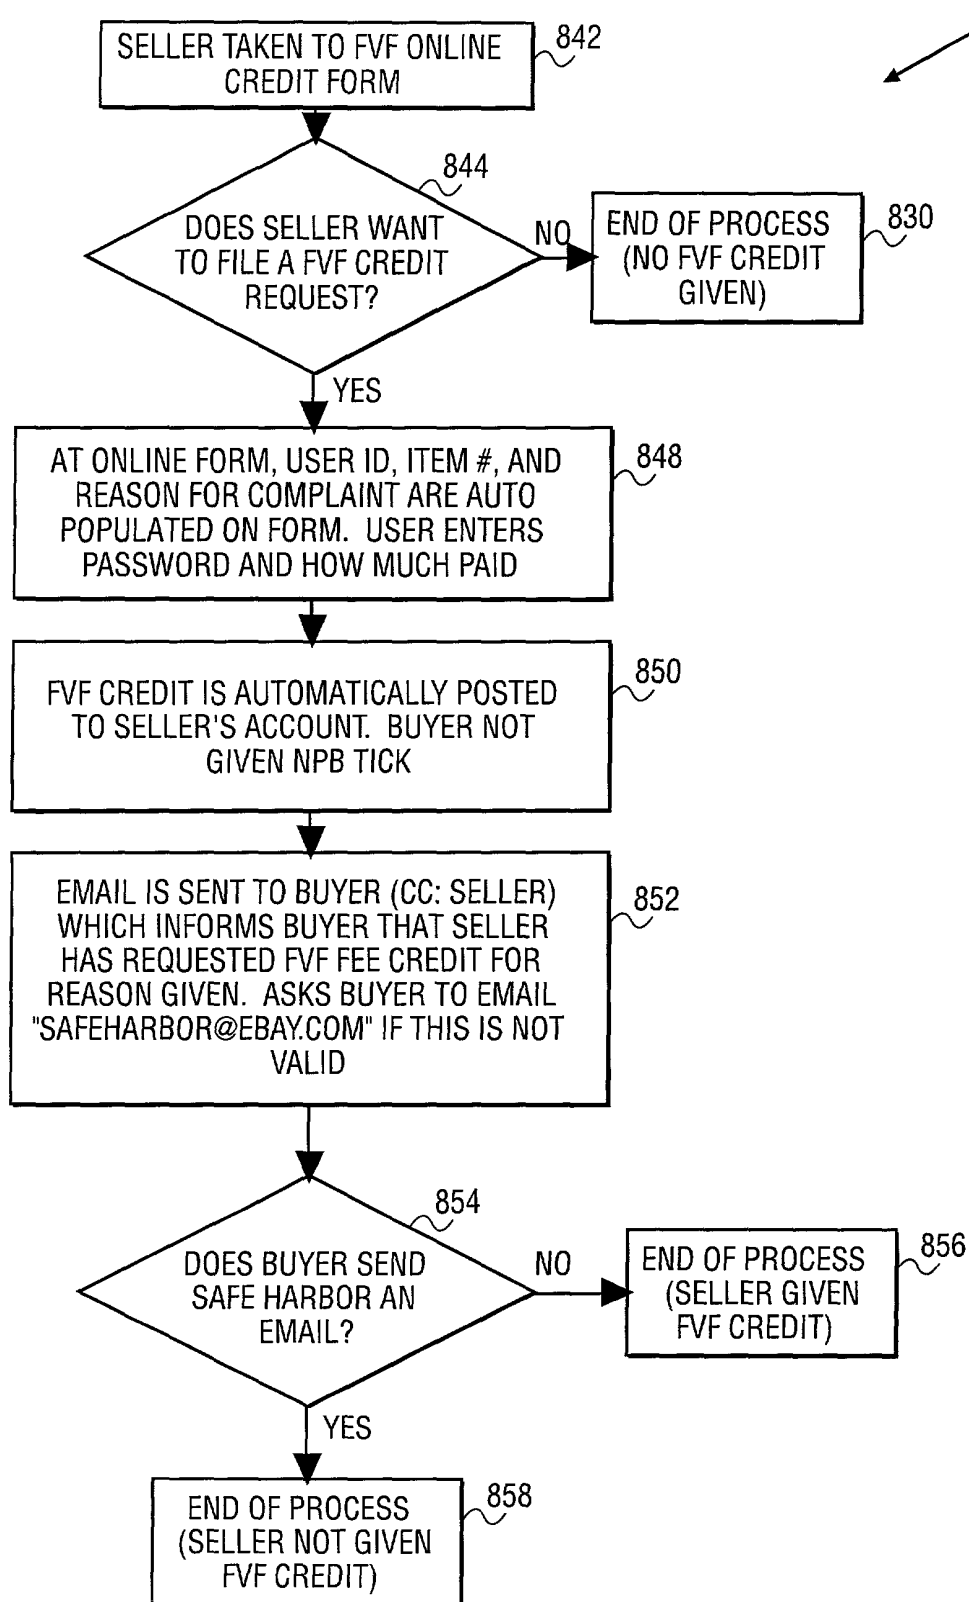 SELLER TAKEN TO FVF ONLINE
CREDIT FORM
842
844
DOES SELLER WANT
TO FILE A FVF CREDIT
REQUEST?
NO
END OF PROCESS
(NO FVF CREDIT
GIVEN)
830
YES
AT ONLINE FORM, USER ID, ITEM #, AND
REASON FOR COMPLAINT ARE AUTO
POPULATED ON FORM. USER ENTERS
PASSWORD AND HOW MUCH PAID
848
FVF CREDIT IS AUTOMATICALLY POSTED
TO SELLER'S ACCOUNT. BUYER NOT
GIVEN NPB TICK
850
EMAIL IS SENT TO BUYER (CC: SELLER)
WHICH INFORMS BUYER THAT SELLER
HAS REQUESTED FVF FEE CREDIT FOR
REASON GIVEN. ASKS BUYER TO EMAIL
"SAFEHARBOR@EBAY.COM" IF THIS IS NOT
VALID
852
854
DOES BUYER SEND
SAFE HARBOR AN
EMAIL?
NO
END OF PROCESS
(SELLER GIVEN
FVF CREDIT)
856
YES
END OF PROCESS
(SELLER NOT GIVEN
FVF CREDIT)
858